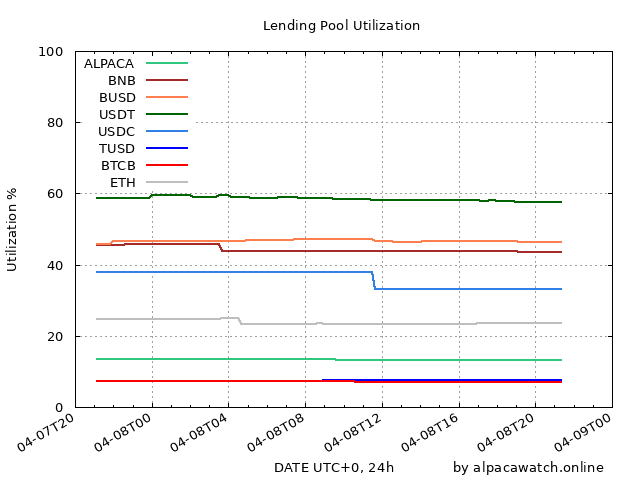 Lending Pool Utilization
100
80
60
40
20
0
Utilization %
ALPACA
BNB
BUSD
USDT
USDC
TUSD
BTCB
ETH
04-07T20
04-08T00
04-08T04
04-08T08
04-08T12
04-08T16
04-08T20
04-09T00
DATE UTC+0, 24h
by alpacawatch.online